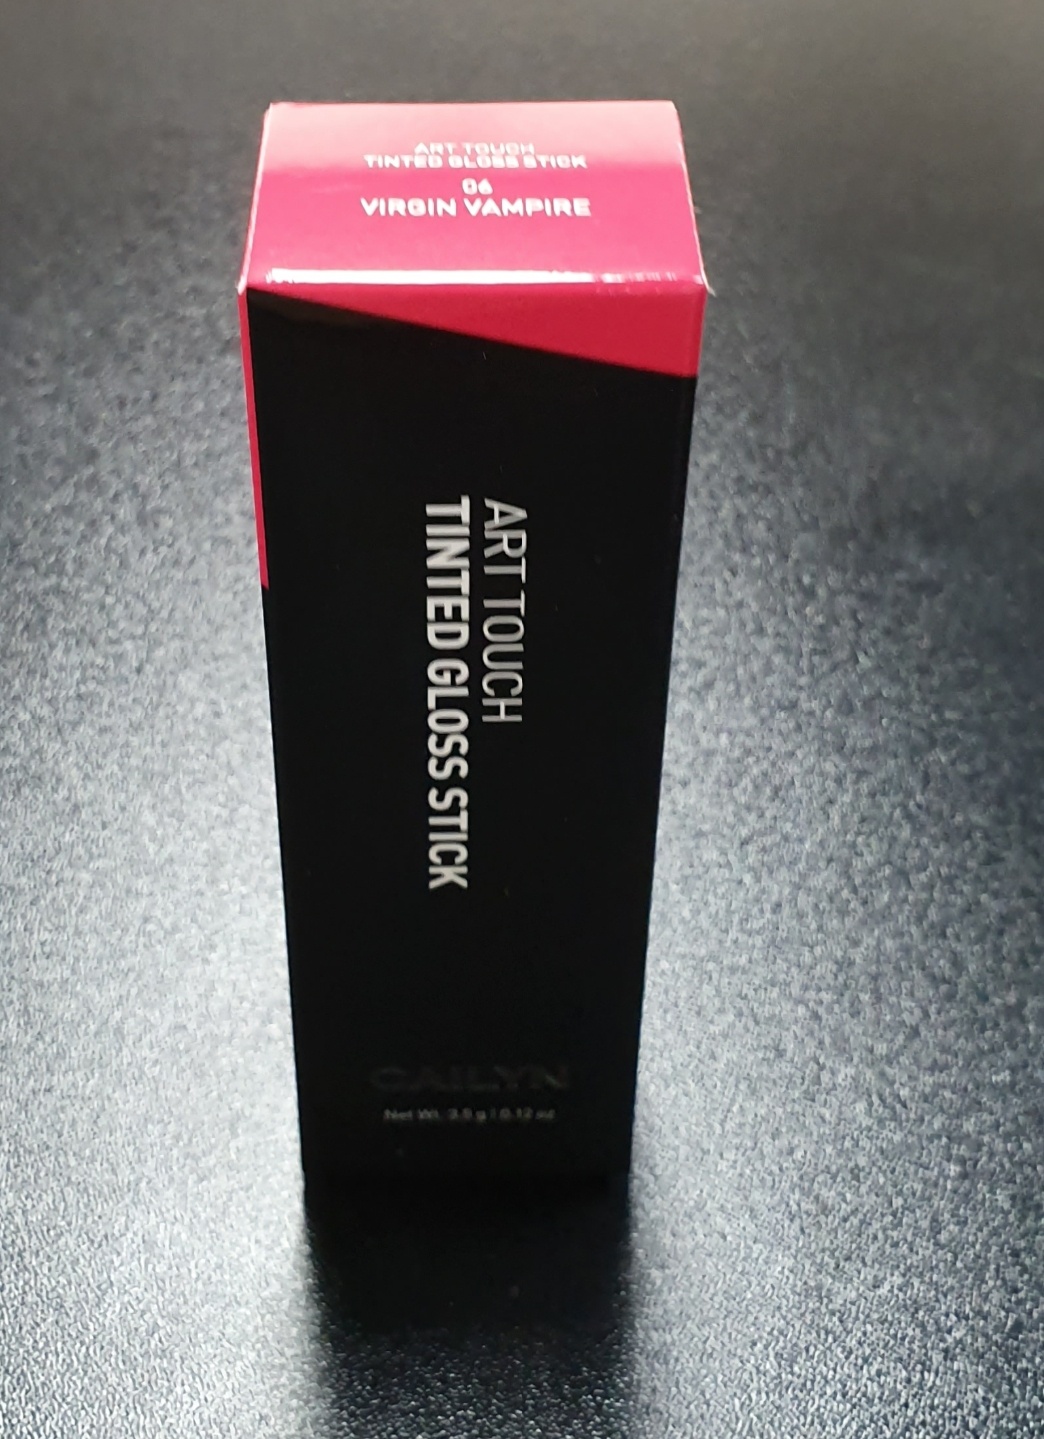 ART TOUCH
TINTED GLOSS STICK
06
VIRGIN VAMPIRE
ART TOUCH
TINTED GLOSS STICK
CAILYN
Net Wt. 3.5 g | 0.12 oz